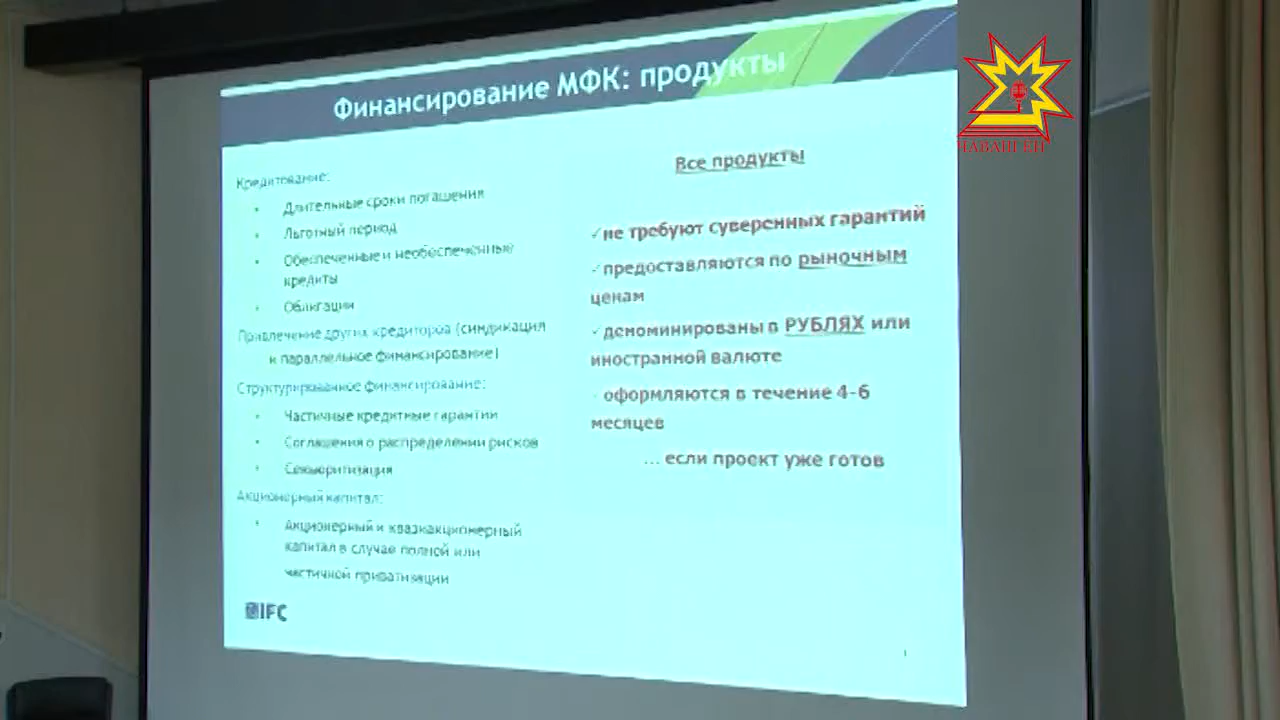 Финансирование МФК: продукты
Кредитование:
• Длительные сроки погашения
• Льготный период
• Обеспеченные и необеспеченные
кредиты
• Облигации
Привлечение других кредиторов (синдикация
и параллельное финансирование)
Структурированное финансирование:
• Частичные кредитные гарантии
• Соглашения о распределении рисков
• Секьюритизация
Акционерный капитал:
• Акционерный и квазиакционерный
капитал в случае полной или
частичной приватизации
IFC
Все продукты
✓не требуют суверенных гарантий
✓предоставляются по рыночным
ценам
✓деноминированы в РУБЛЯХ или
иностранной валюте
оформляются в течение 4-6
месяцев
... если проект уже готов